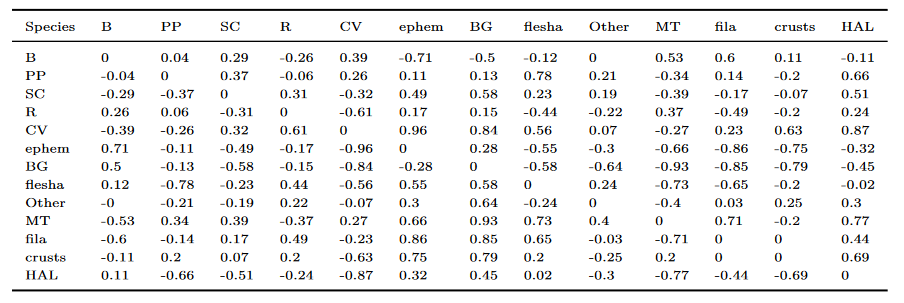 Species B PP SC R CV ephem BG flesha Other MT fila crusts HAL
B 0 0.04 0.29 -0.26 0.39 -0.71 -0.5 -0.12 0 0.53 0.6 0.11 -0.11
PP -0.04 0 0.37 -0.06 0.26 0.11 0.13 0.78 0.21 -0.34 0.14 -0.2 0.66
SC -0.29 -0.37 0 0.31 -0.32 0.49 0.58 0.23 0.19 -0.39 -0.17 -0.07 0.51
R 0.26 0.06 -0.31 0 -0.61 0.17 0.15 -0.44 -0.22 0.37 -0.49 -0.2 0.24
CV -0.39 -0.26 0.32 0.61 0 0.96 0.84 0.56 0.07 -0.27 0.23 0.63 0.87
ephem 0.71 -0.11 -0.49 -0.17 -0.96 0 0.28 -0.55 -0.3 -0.66 -0.86 -0.75 -0.32
BG 0.5 -0.13 -0.58 -0.15 -0.84 -0.28 0 -0.58 -0.64 -0.93 -0.85 -0.79 -0.45
flesha 0.12 -0.78 -0.23 0.44 -0.56 0.55 0.58 0 0.24 -0.73 -0.65 -0.2 -0.02
Other -0 -0.21 -0.19 0.22 -0.07 0.3 0.64 -0.24 0 -0.4 0.03 0.25 0.3
MT -0.53 0.34 0.39 -0.37 0.27 0.66 0.93 0.73 0.4 0 0.71 -0.2 0.77
fila -0.6 -0.14 0.17 0.49 -0.23 0.86 0.85 0.65 -0.03 -0.71 0 0 0.44
crusts -0.11 0.2 0.07 0.2 -0.63 0.75 0.79 0.2 -0.25 0.2 0 0 0.69
HAL 0.11 -0.66 -0.51 -0.24 -0.87 0.32 0.45 0.02 -0.3 -0.77 -0.44 -0.69 0